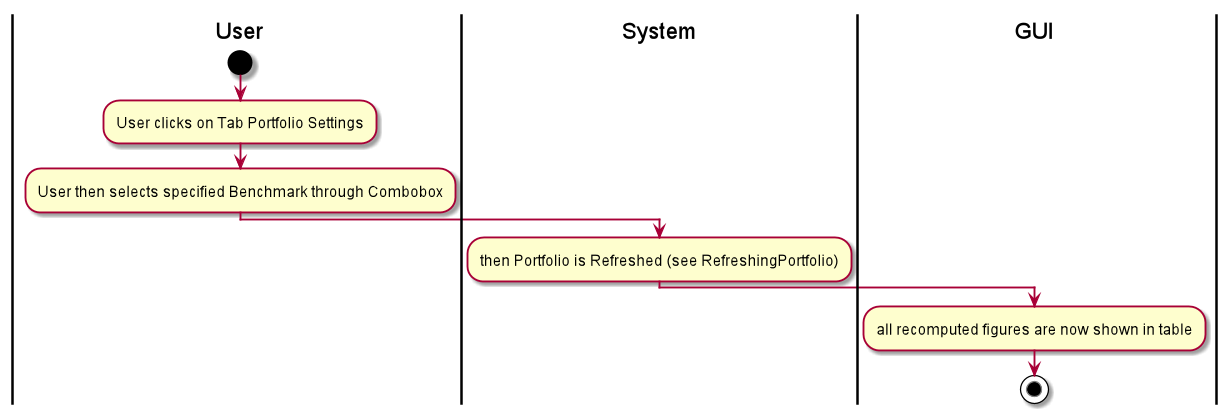 User
System
GUI
User clicks on Tab Portfolio Settings
User then selects specified Benchmark through Combobox
then Portfolio is Refreshed (see RefreshingPortfolio)
all recomputed figures are now shown in table